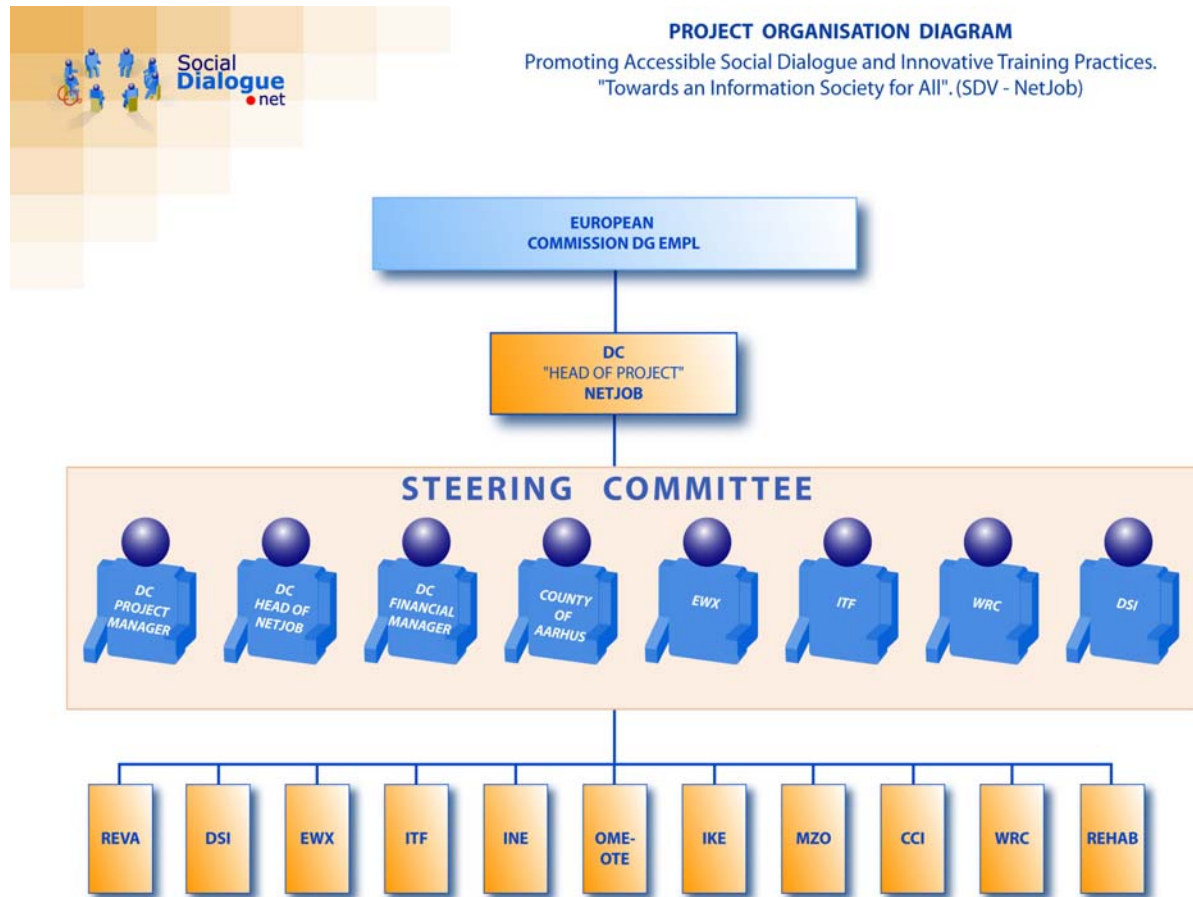 Social
Dialogue
.net
PROJECT ORGANISATION DIAGRAM
Promoting Accessible Social Dialogue and Innovative Training Practices.
"Towards an Information Society for All". (SDV - NetJob)
EUROPEAN
COMMISSION DG EMPL
DC
"HEAD OF PROJECT"
NETJOB
STEERING COMMITTEE
DC
PROJECT
MANAGER
DC
HEAD OF
NETJOB
DC
FINANCIAL
MANAGER
COUNTY
OF
AARHUS
EWX
ITF
WRC
DSI
REVA
DSI
EWX
ITF
INE
OME-
OTE
IKE
MZO
CCI
WRC
REHAB